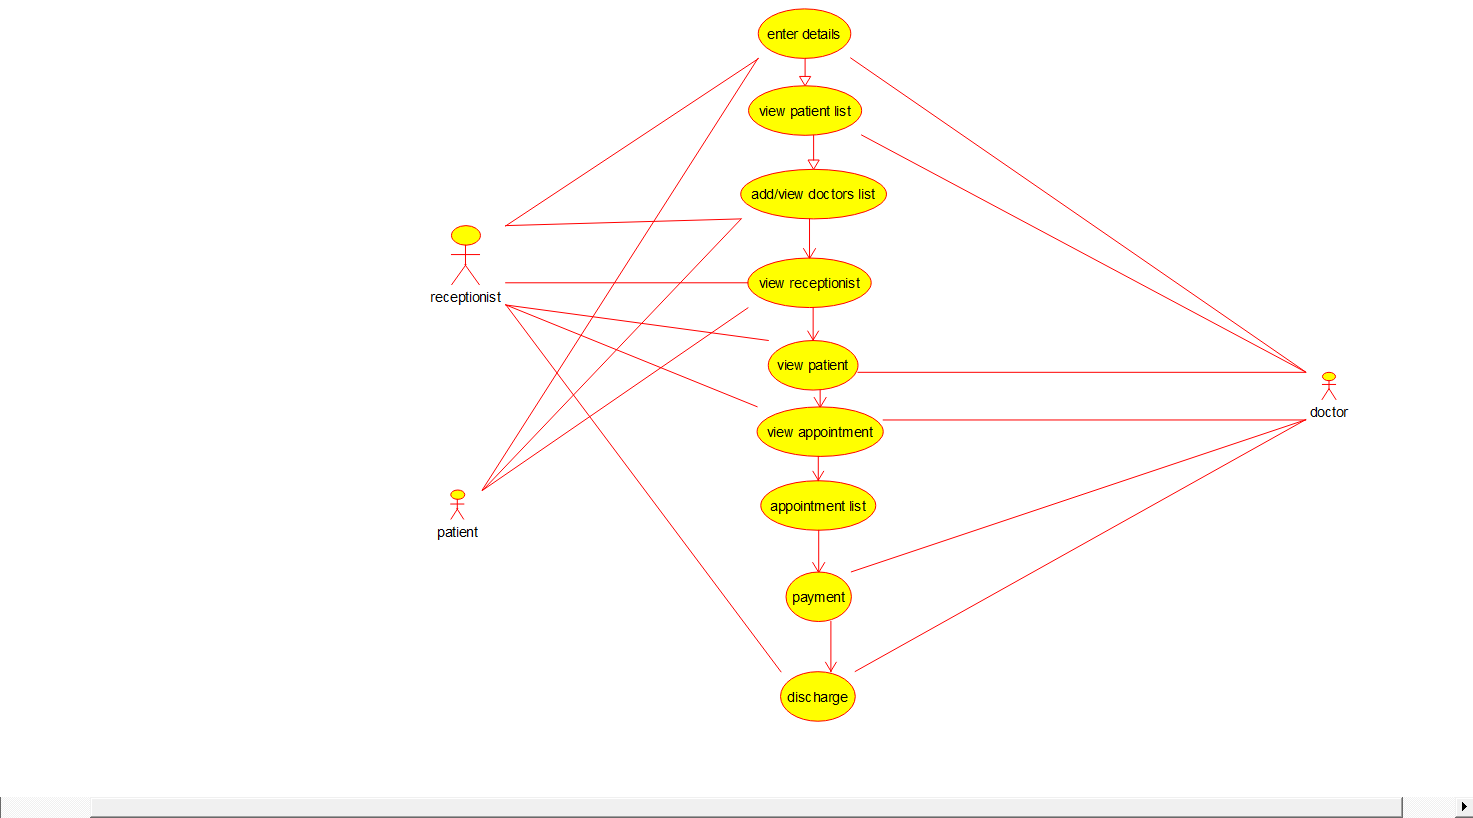 enter details
view patient list
add/view doctors list
receptionist
view receptionist
view patient
doctor
view appointment
appointment list
patient
payment
discharge